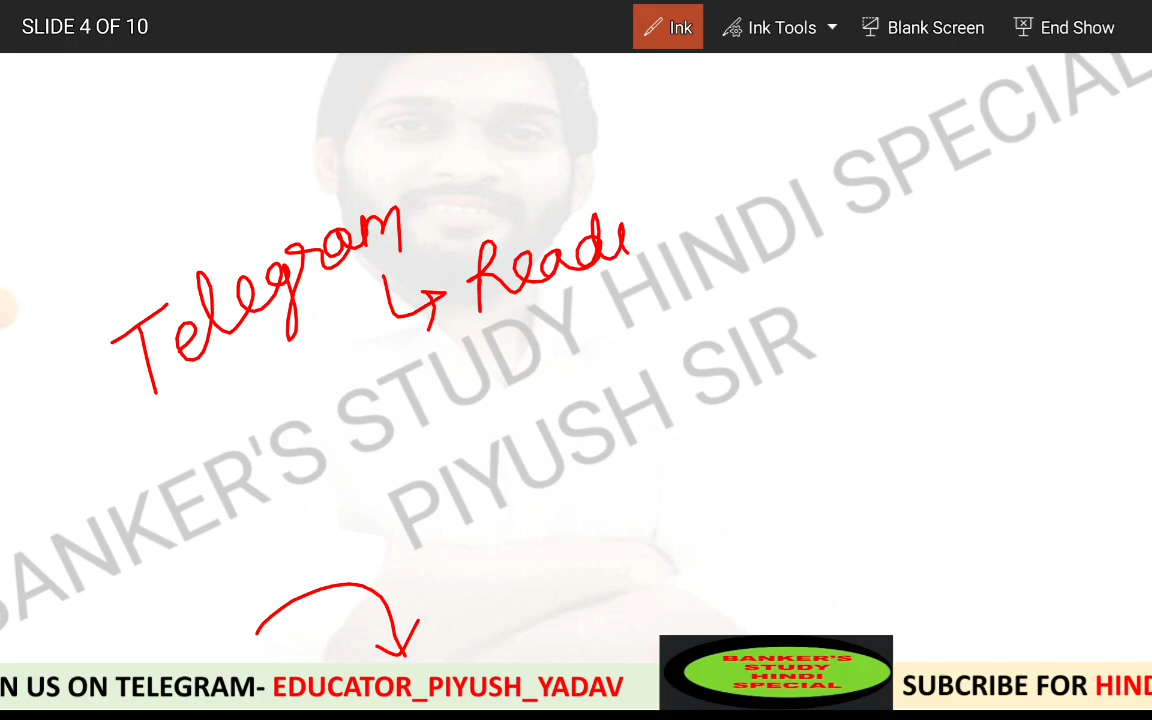 SLIDE 4 OF 10
Ink
Ink Tools
Blank Screen
End Show
BANKER'S STUDY HINDI SPECIAL
PIYUSH SIR
Telegram
N US ON TELEGRAM- EDUCATOR_PIYUSH_YADAV
BANKER'S
STUDY
HINDI
SPECIAL
SUBCRIBE FOR HIND